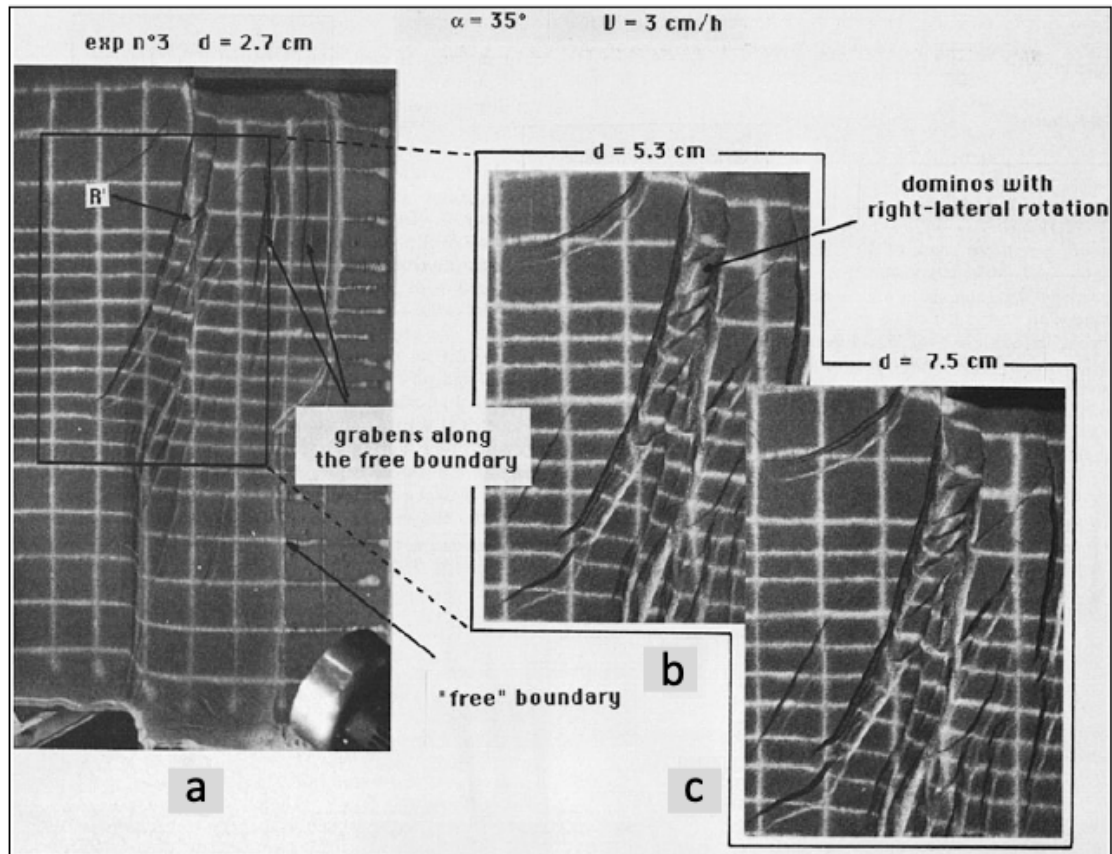 α = 35° U = 3 cm/h
exp n°3 d = 2.7 cm
R'
grabens along
the free boundary
"free" boundary
a
d = 5.3 cm
dominos with
right-lateral rotation
b
d = 7.5 cm
c